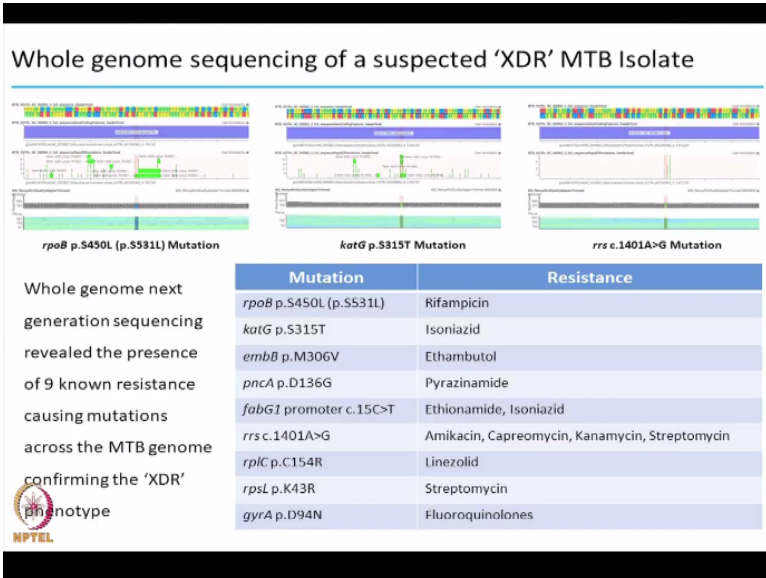 Whole genome sequencing of a suspected 'XDR' MTB Isolate
rpoB p.S450L (p.S531L) Mutation
katG p.S315T Mutation
rrs c.1401A>G Mutation
Whole genome next
generation sequencing
revealed the presence
of 9 known resistance
causing mutations
across the MTB genome
confirming the 'XDR'
phenotype
Mutation Resistance
rpoB p.S450L (p.S531L) Rifampicin
katG p.S315T Isoniazid
embB p.M306V Ethambutol
pncA p.D136G Pyrazinamide
fabG1 promoter c.15C>T Ethionamide, Isoniazid
rrs c.1401A>G Amikacin, Capreomycin, Kanamycin, Streptomycin
rplC p.C154R Linezolid
rpsL p.K43R Streptomycin
gyrA p.D94N Fluoroquinolones
NPTEL